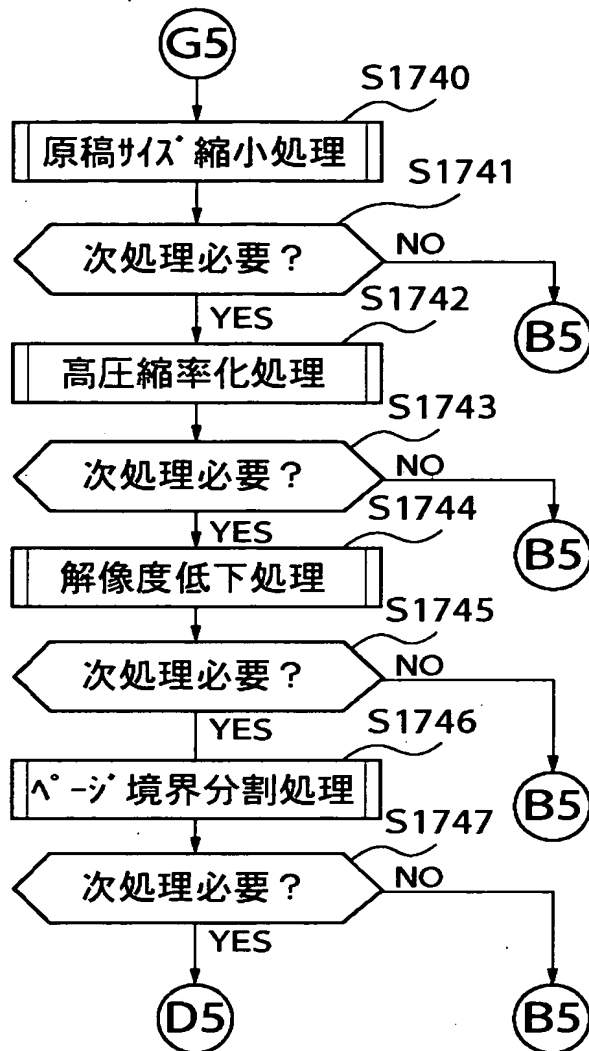 G5
S1740
原稿サイズ縮小処理
S1741
次処理必要?
NO
B5
YES
S1742
高圧縮率化処理
S1743
次処理必要?
NO
B5
YES
S1744
解像度低下処理
S1745
次処理必要?
NO
B5
YES
S1746
ページ境界分割処理
S1747
次処理必要?
NO
B5
YES
D5